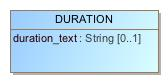 DURATION
duration_text : String [0..1]